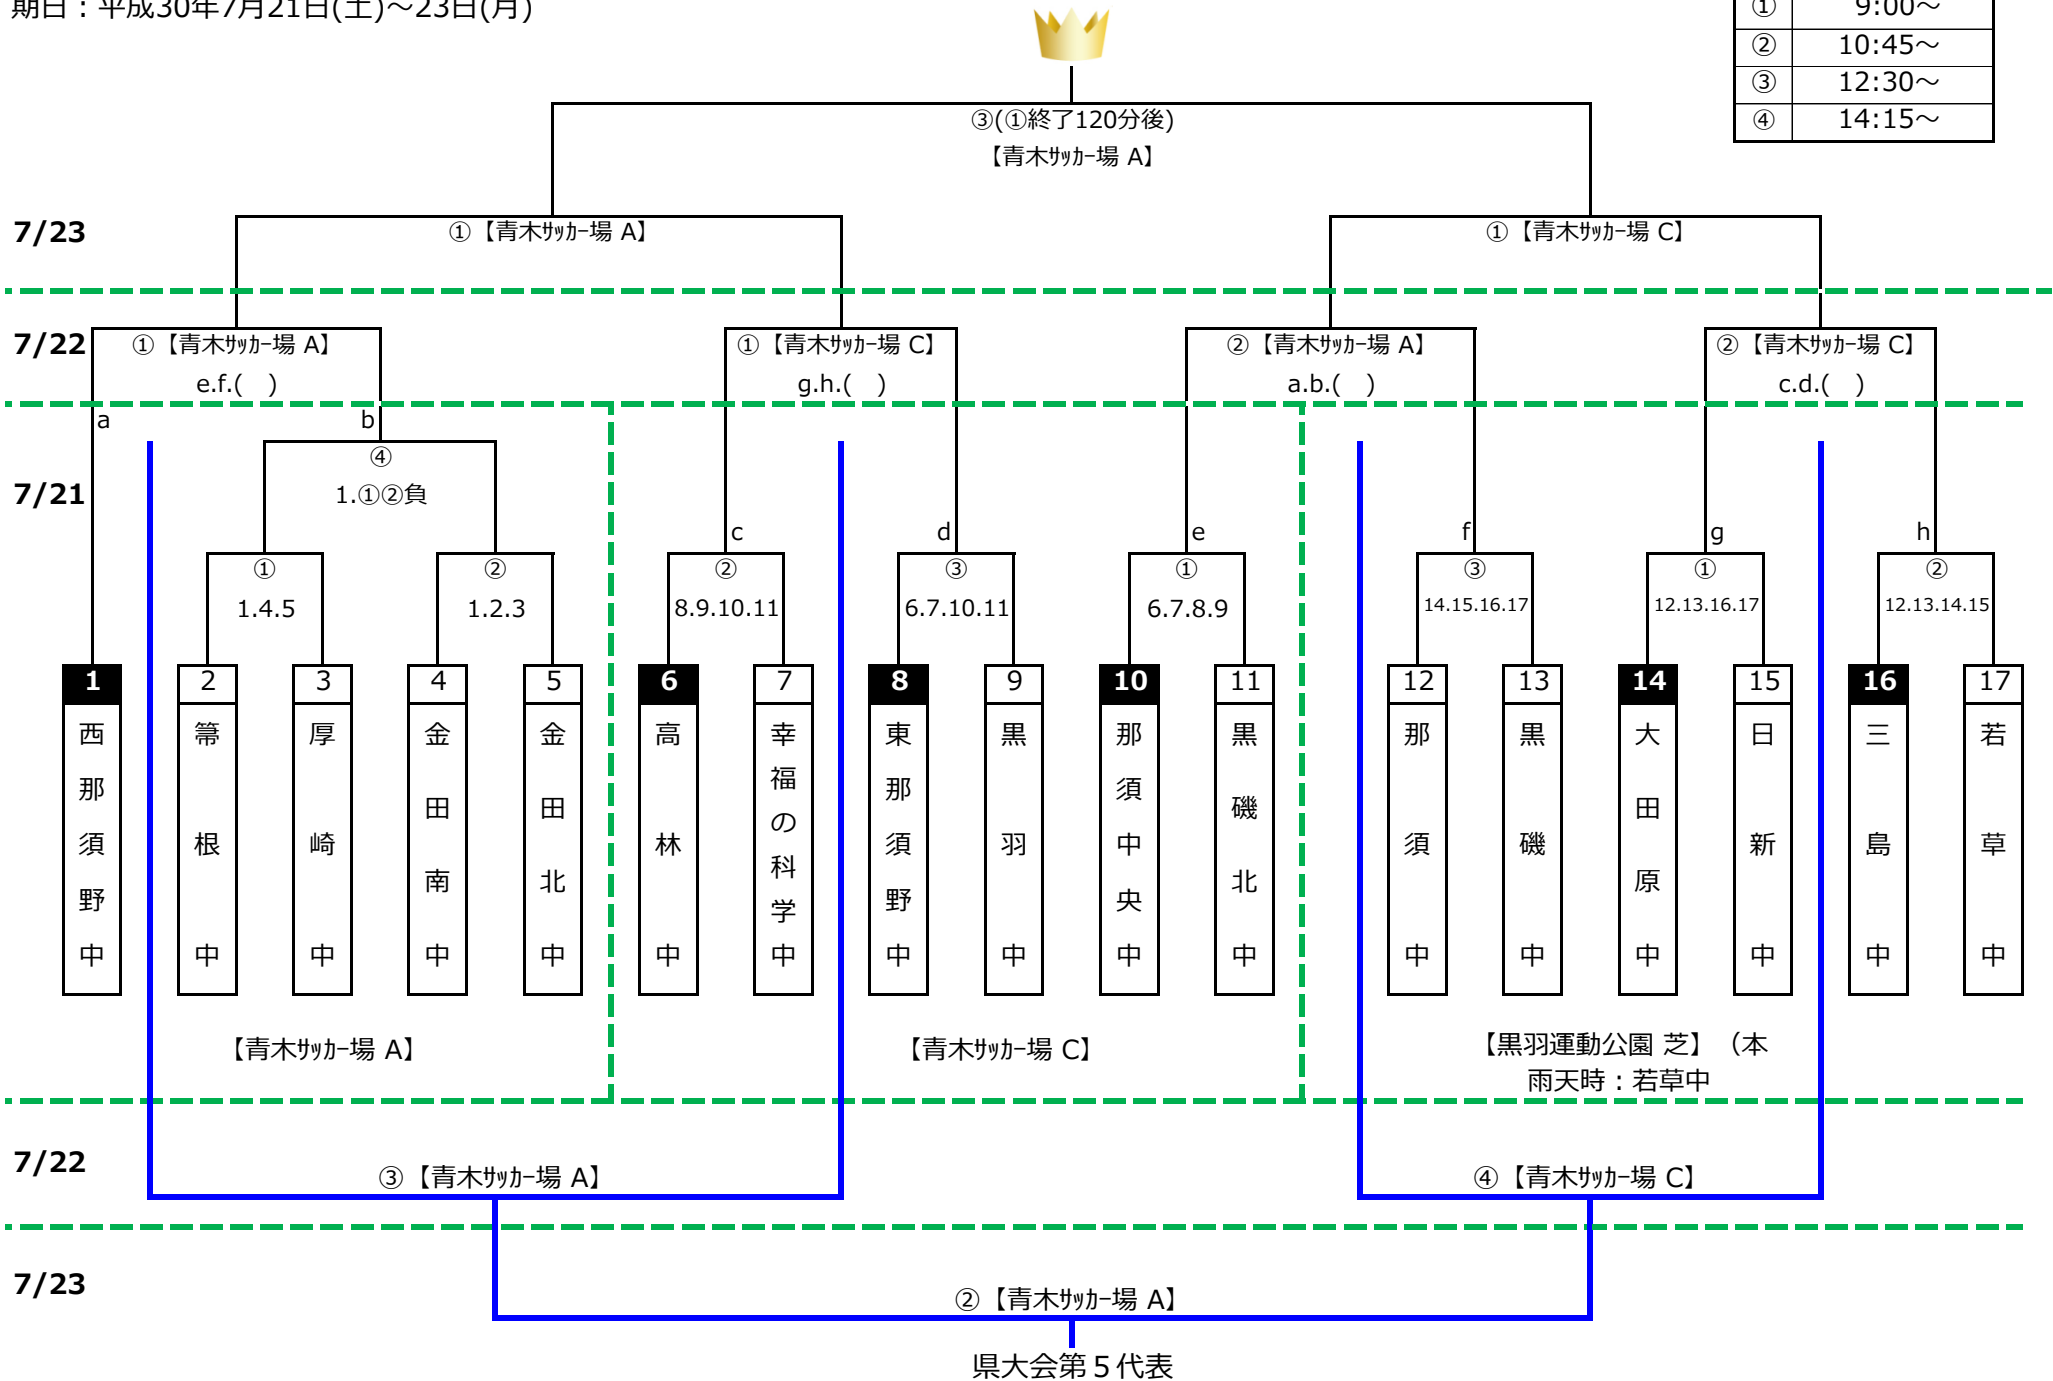 期日：平成30年7月21日(土)～23日(月)
① 9:00～
② 10:45～
③ 12:30～
④ 14:15～
③(①終了120分後)
【青木ｻｯｶｰ場 A】
7/23
①【青木ｻｯｶｰ場 A】
①【青木ｻｯｶｰ場 C】
7/22
①【青木ｻｯｶｰ場 A】
①【青木ｻｯｶｰ場 C】
②【青木ｻｯｶｰ場 A】
②【青木ｻｯｶｰ場 C】
e.f.(　)
g.h.(　)
a.b.(　)
c.d.(　)
a
b
④
7/21
1.①②負
c
d
e
f
g
h
①
②
②
③
①
③
①
②
1.4.5
1.2.3
8.9.10.11
6.7.10.11
6.7.8.9
14.15.16.17
12.13.16.17
12.13.14.15
1 西那須野中
2 箒根中
3 厚崎中
4 金田南中
5 金田北中
6 高林中
7 幸福の科学中
8 東那須野中
9 黒羽中
10 那須中央中
11 黒磯北中
12 那須中
13 黒磯中
14 大田原中
15 日新中
16 三島中
17 若草中
【青木ｻｯｶｰ場 A】
【青木ｻｯｶｰ場 C】
【黒羽運動公園 芝】（本
雨天時：若草中
7/22
③【青木ｻｯｶｰ場 A】
④【青木ｻｯｶｰ場 C】
7/23
②【青木ｻｯｶｰ場 A】
県大会第５代表